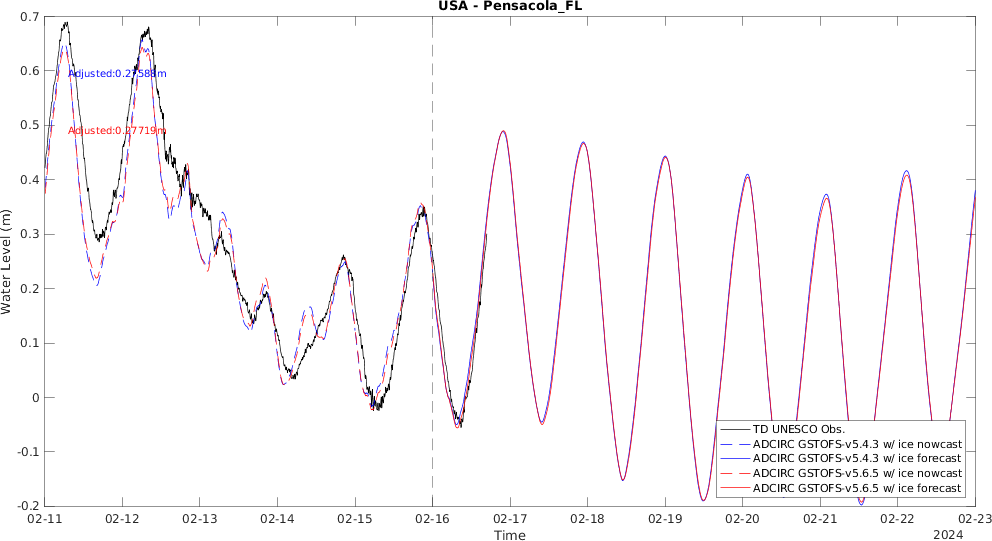 USA - Pensacola_FL
0.7
0.6
0.5
0.4
0.3
0.2
0.1
0
-0.1
-0.2
Water Level (m)
Adjusted:0.27588m
Adjusted:0.27719m
TD UNESCO Obs.
ADCIRC GSTOFS-v5.4.3 w/ ice nowcast
ADCIRC GSTOFS-v5.4.3 w/ ice forecast
ADCIRC GSTOFS-v5.6.5 w/ ice nowcast
ADCIRC GSTOFS-v5.6.5 w/ ice forecast
02-11 02-12 02-13 02-14 02-15 02-16 02-17 02-18 02-19 02-20 02-21 02-22 02-23
Time
2024